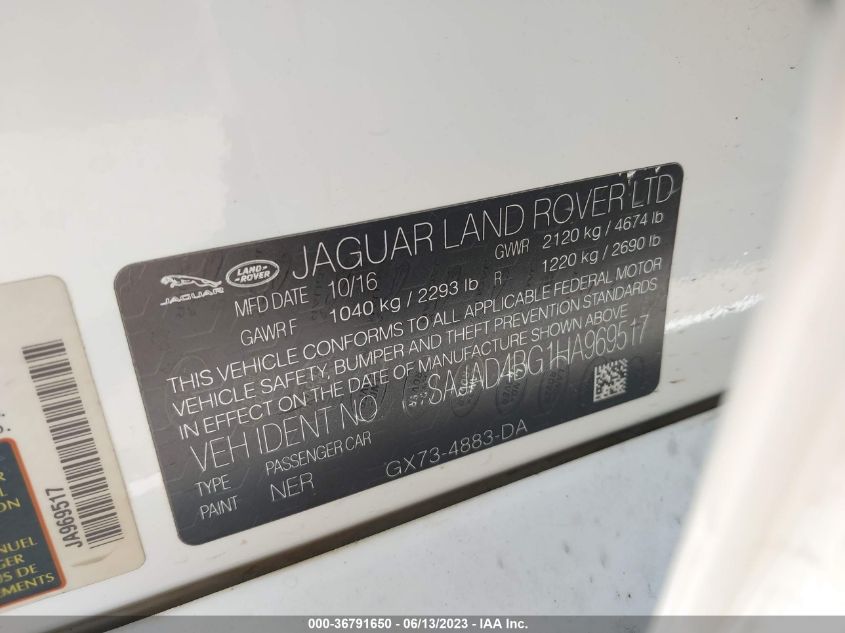 JAGUAR
LAND ROVER
JAGUAR LAND ROVER LTD
MFD DATE 10/16 GVWR 2120 kg / 4674 lb
GAWR F 1040 kg / 2293 lb R 1220 kg / 2690 lb
THIS VEHICLE CONFORMS TO ALL APPLICABLE FEDERAL MOTOR
VEHICLE SAFETY, BUMPER AND THEFT PREVENTION STANDARDS
IN EFFECT ON THE DATE OF MANUFACTURE SHOWN ABOVE
VEH IDENT NO SAJAD4BG1HA969517
TYPE PASSENGER CAR
PAINT NER GX73-4883-DA
JA969517
000-36791650 - 06/13/2023 - IAA Inc.